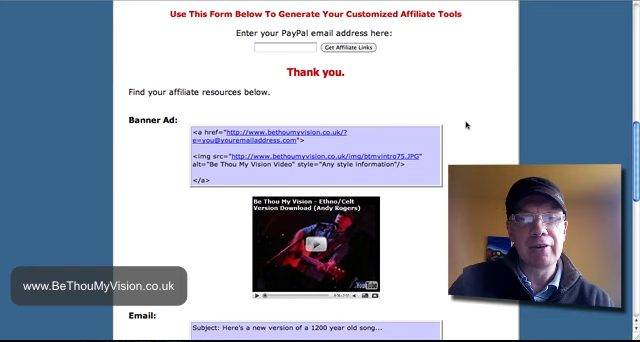 Use This Form Below To Generate Your Customized Affiliate Tools
Enter your PayPal email address here:
Get Affiliate Links
Thank you.
Find your affiliate resources below.
Banner Ad:
<a href="http://www.bethoumyvision.co.uk/?
e=you@youremailaddress.com">
<img src="http://www.bethoumyvision.co.uk/img/btmvintro75.JPG"
alt="Be Thou My Vision Video" style="Any style information"/>
</a>
Be Thou My Vision - Ethno/Celt
Version Download (Andy Rogers)
YouTube
www.BeThouMyVision.co.uk
Email:
Subject: Here's a new version of a 1200 year old song...